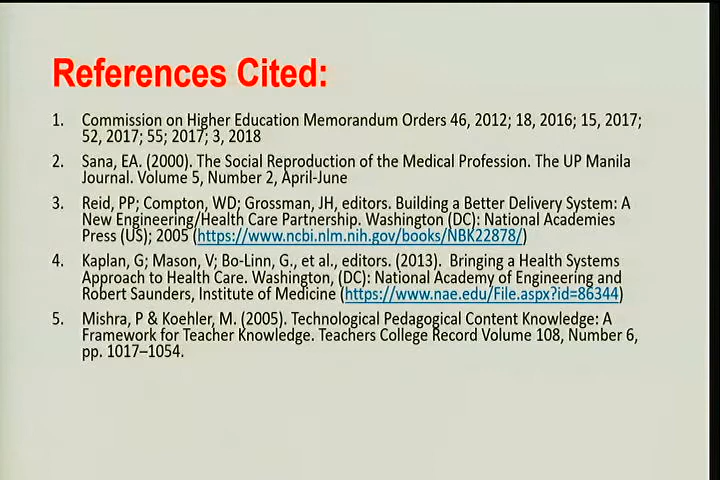 References Cited:
1. Commission on Higher Education Memorandum Orders 46, 2012; 18, 2016; 15, 2017;
52, 2017; 55; 2017; 3, 2018
2. Sana, EA. (2000). The Social Reproduction of the Medical Profession. The UP Manila
Journal. Volume 5, Number 2, April-June
3. Reid, PP; Compton, WD; Grossman, JH, editors. Building a Better Delivery System: A
New Engineering/Health Care Partnership. Washington (DC): National Academies
Press (US); 2005 (https://www.ncbi.nlm.nih.gov/books/NBK22878/)
4. Kaplan, G; Mason, V; Bo-Linn, G., et al., editors. (2013). Bringing a Health Systems
Approach to Health Care. Washington, (DC): National Academy of Engineering and
Robert Saunders, Institute of Medicine (https://www.nae.edu/File.aspx?id=86344)
5. Mishra, P & Koehler, M. (2005). Technological Pedagogical Content Knowledge: A
Framework for Teacher Knowledge. Teachers College Record Volume 108, Number 6,
pp. 1017–1054.